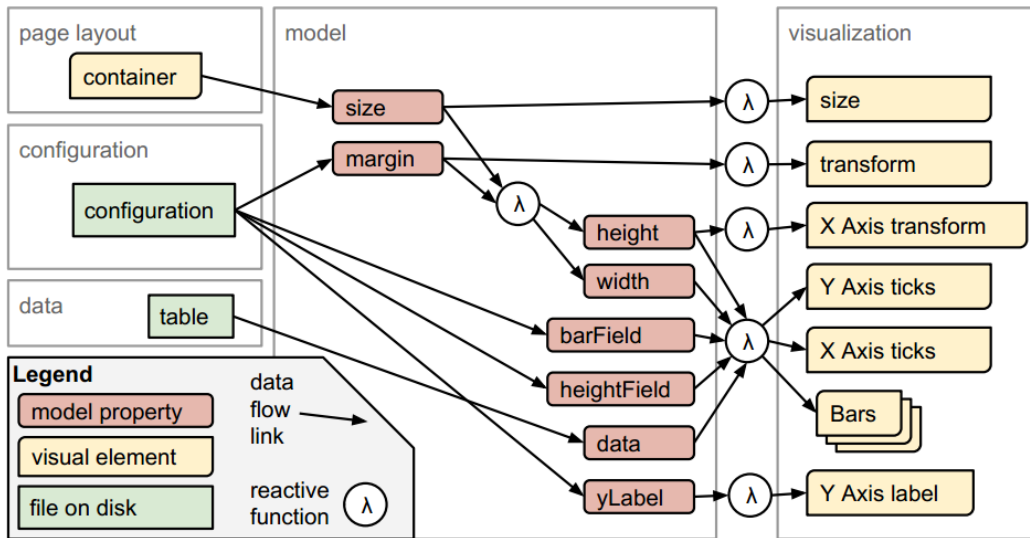 page layout
container
configuration
configuration
data
table
model
size
margin
λ
height
width
barField
heightField
data
yLabel
λ
λ
λ
λ
λ
visualization
size
transform
X Axis transform
Y Axis ticks
X Axis ticks
Bars
Y Axis label
Legend
model property
visual element
file on disk
data
flow
link
reactive
function
λ